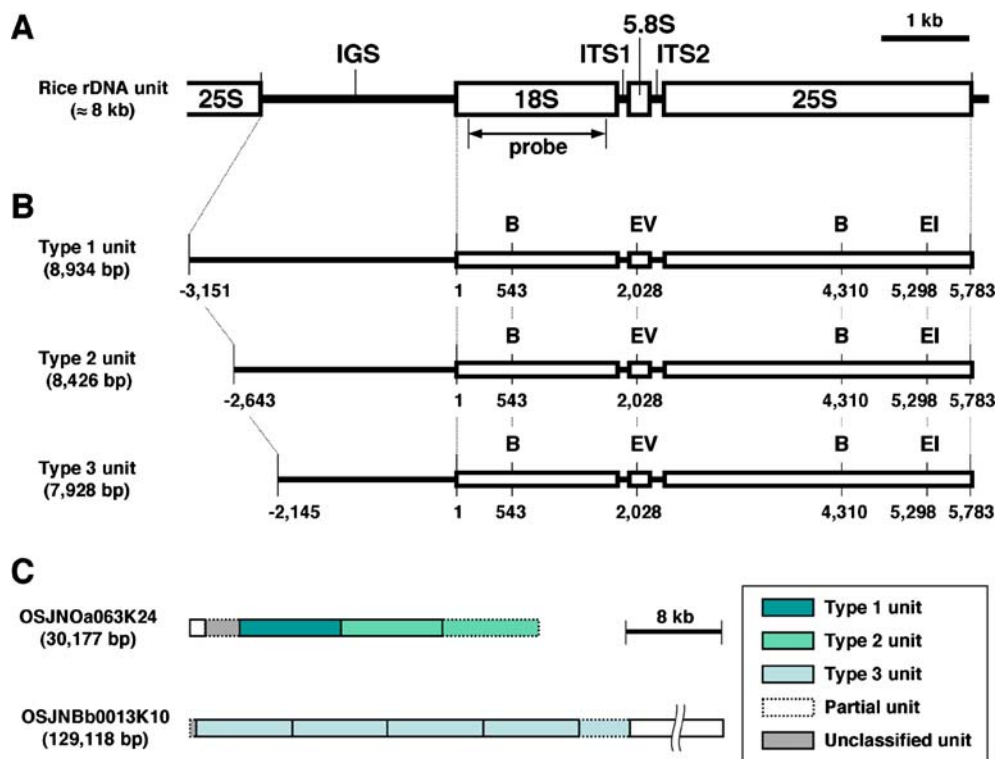 A
5.8S
1 kb
IGS
ITS1
ITS2
Rice rDNA unit
(≈ 8 kb)
25S
18S
25S
probe
B
B EV B EI
Type 1 unit
(8,934 bp)
-3,151 1 543 2,028 4,310 5,298 5,783
B EV B EI
Type 2 unit
(8,426 bp)
-2,643 1 543 2,028 4,310 5,298 5,783
B EV B EI
Type 3 unit
(7,928 bp)
-2,145 1 543 2,028 4,310 5,298 5,783
C
OSJNOa063K24
(30,177 bp)
8 kb
OSJNBb0013K10
(129,118 bp)
Type 1 unit
Type 2 unit
Type 3 unit
Partial unit
Unclassified unit